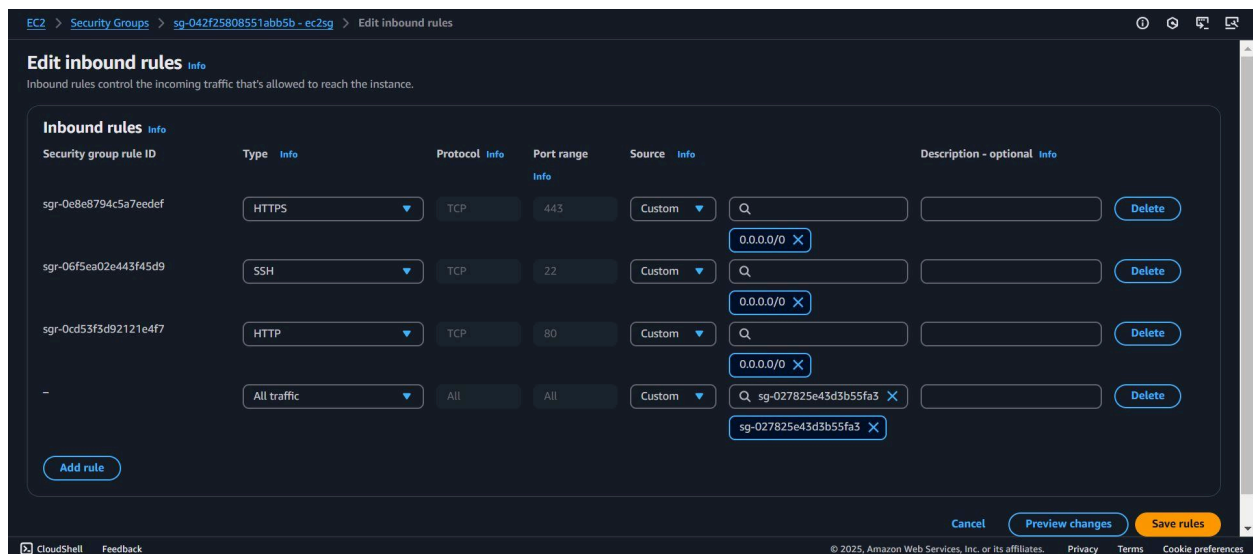 EC2 > Security Groups > sg-042f25808551abb5b - ec2sg > Edit inbound rules
Edit inbound rules Info
Inbound rules control the incoming traffic that's allowed to reach the instance.
Inbound rules Info
Security group rule ID Type Info Protocol Info Port range Info Source Info Description - optional Info
sgr-0e8e8794c5a7eedef HTTPS TCP 443 Custom Delete
0.0.0.0/0
sgr-06f5ea02e443f45d9 SSH TCP 22 Custom Delete
0.0.0.0/0
sgr-0cd53f3d92121e4f7 HTTP TCP 80 Custom Delete
0.0.0.0/0
– All traffic All All Custom sg-027825e43d3b55fa3 Delete
sg-027825e43d3b55fa3
Add rule
Cancel Preview changes Save rules
CloudShell Feedback © 2025, Amazon Web Services, Inc. or its affiliates. Privacy Terms Cookie preferences